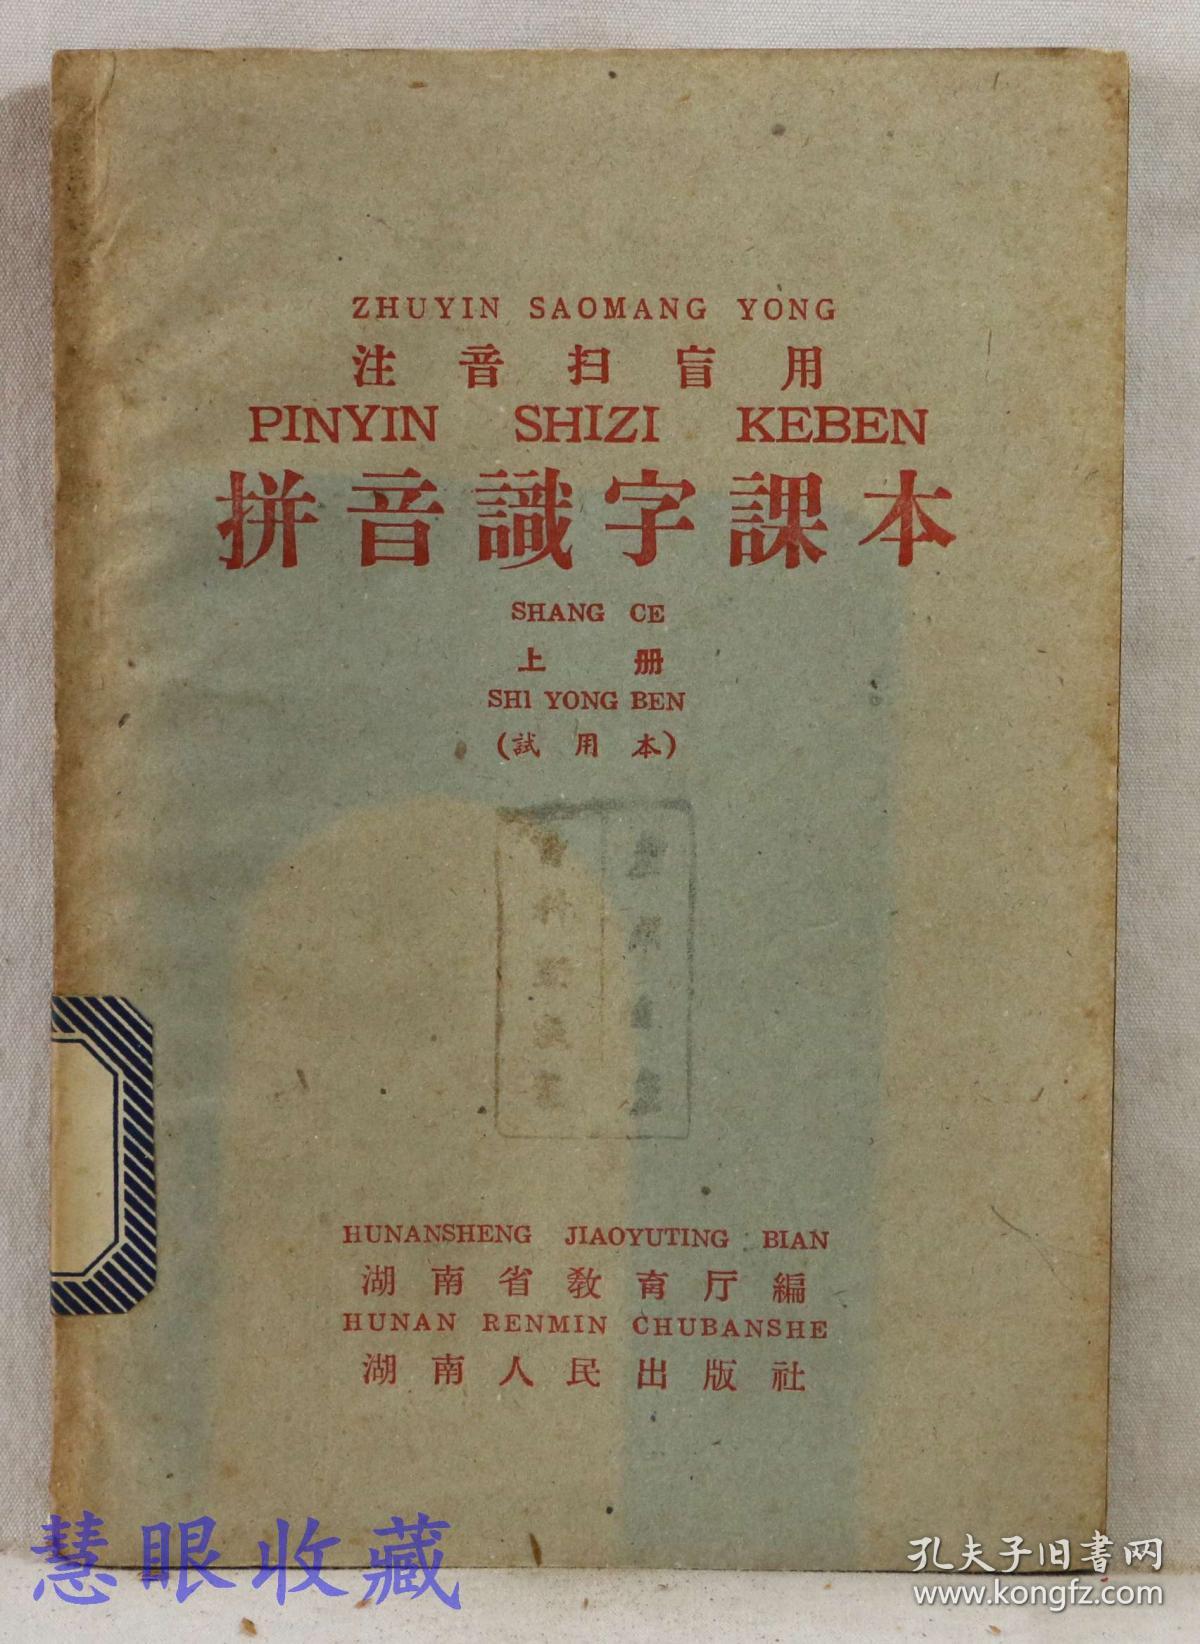 ZHUYIN SAOMANG YONG
注音扫盲用
PINYIN SHIZI KEBEN
拼音識字課本
SHANG CE
上册
SHI YONG BEN
(試用本)
HUNANSHENG JIAOYUTING BIAN
湖南省教育厅編
HUNAN RENMIN CHUBANSHE
湖南人民出版社
慧眼收藏
孔夫子旧書网
www.kongfz.com